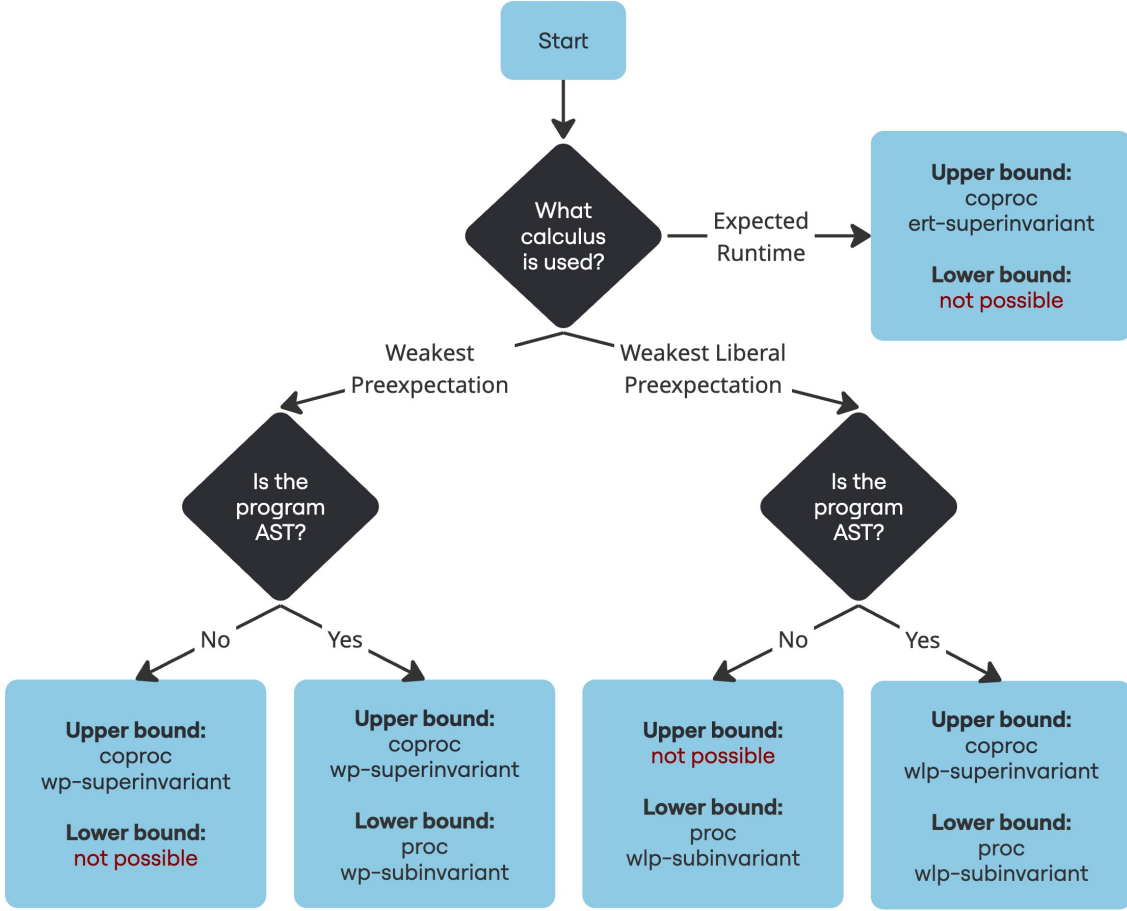 Start
What
calculus
is used?
Expected
Runtime
Upper bound:
coproc
ert-superinvariant
Lower bound:
not possible
Weakest
Preexpectation
Weakest Liberal
Preexpectation
Is the
program
AST?
Is the
program
AST?
No
Yes
No
Yes
Upper bound:
coproc
wp-superinvariant
Lower bound:
not possible
Upper bound:
coproc
wp-superinvariant
Lower bound:
proc
wp-subinvariant
Upper bound:
not possible
Lower bound:
proc
wlp-subinvariant
Upper bound:
coproc
wlp-superinvariant
Lower bound:
proc
wlp-subinvariant